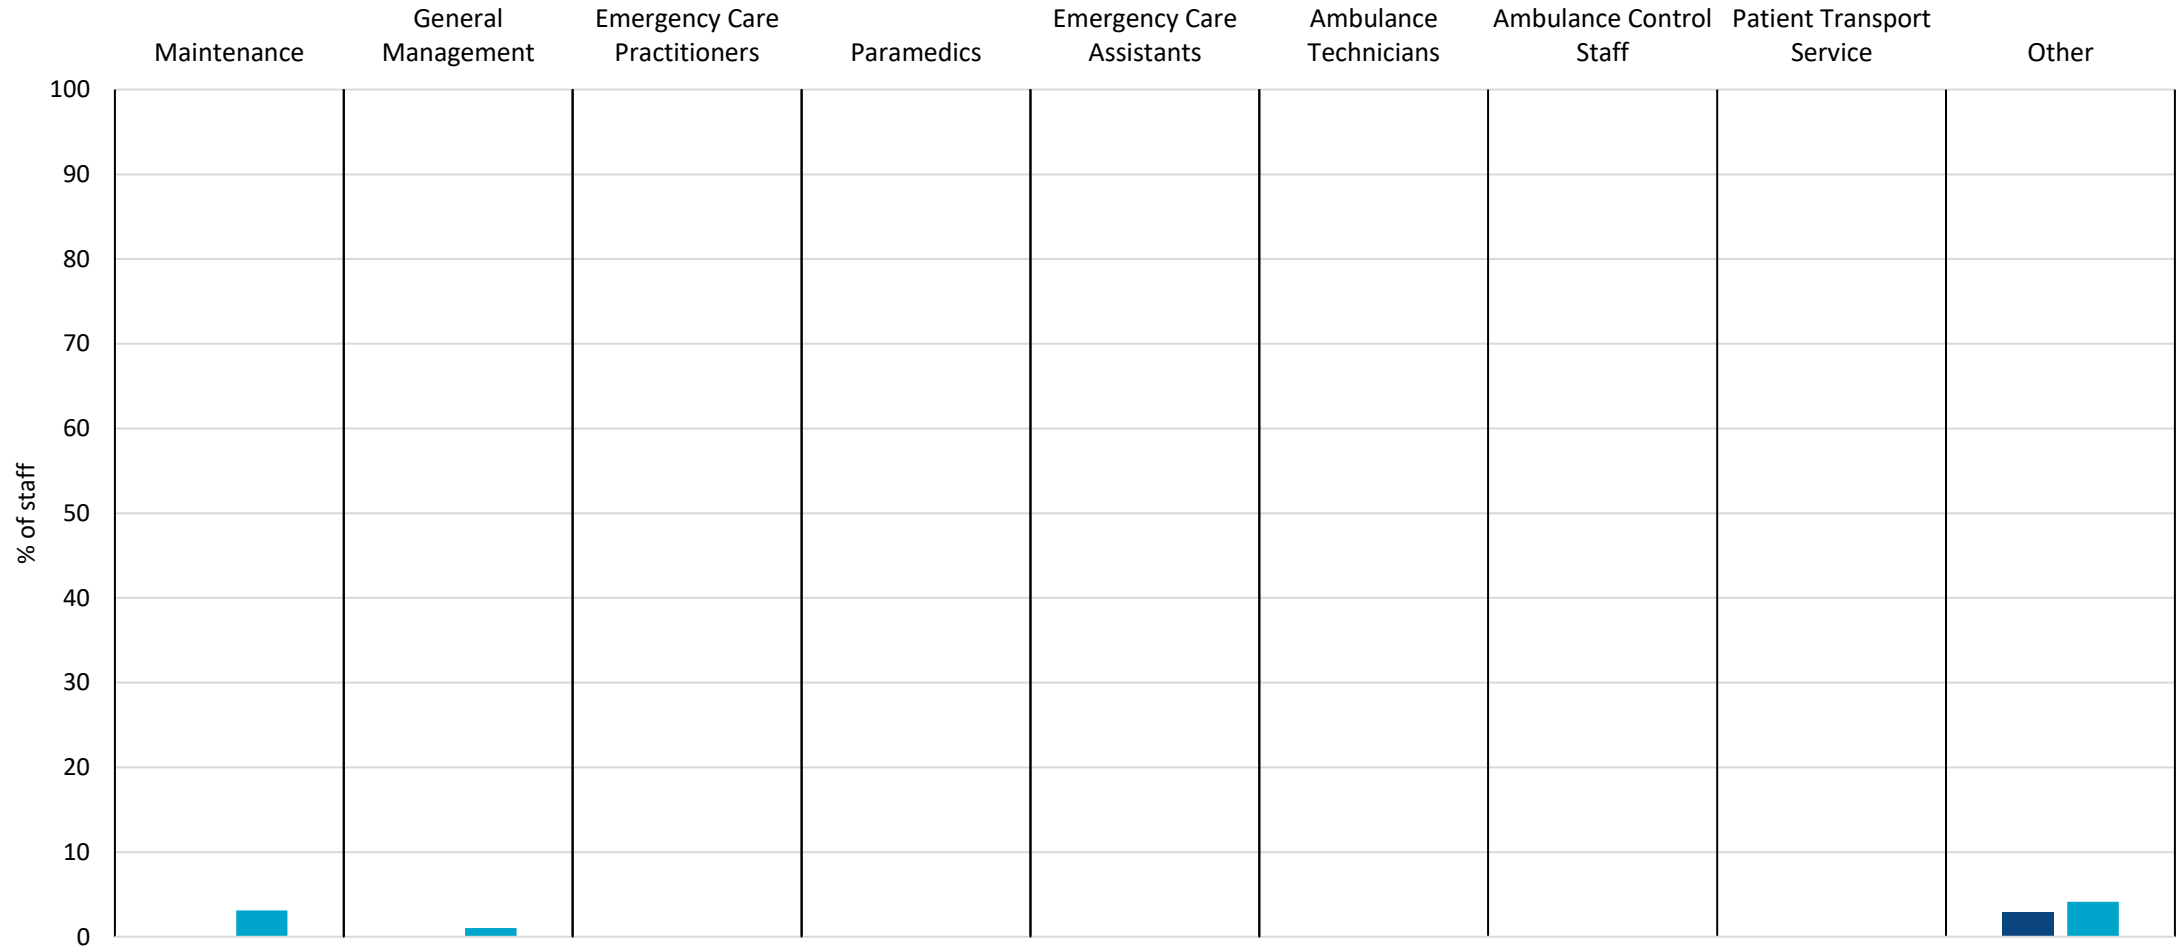 Maintenance
General
Management
Emergency Care
Practitioners
Paramedics
Emergency Care
Assistants
Ambulance
Technicians
Ambulance Control
Staff
Patient Transport
Service
Other
100
90
80
70
60
50
40
30
20
10
0
% of staff